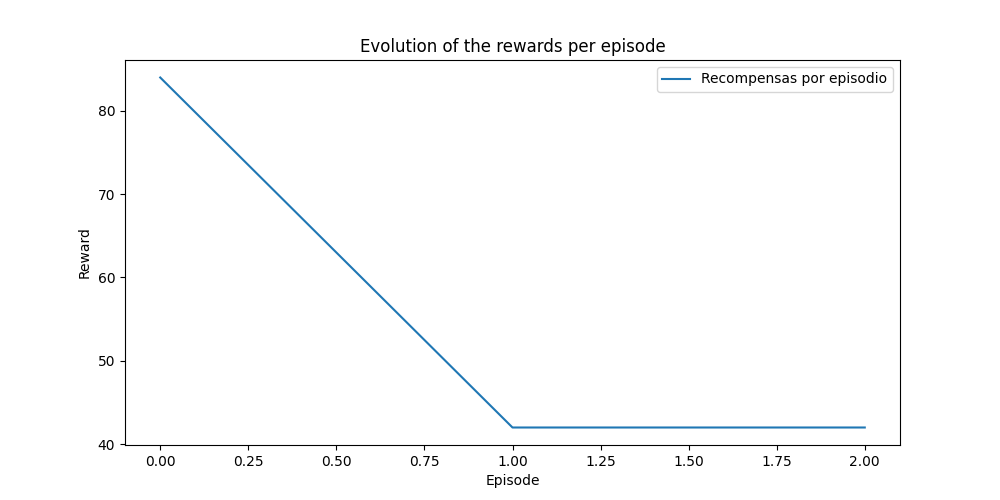 Evolution of the rewards per episode
Recompensas por episodio
80
70
60
50
40
Reward
0.00 0.25 0.50 0.75 1.00 1.25 1.50 1.75 2.00
Episode